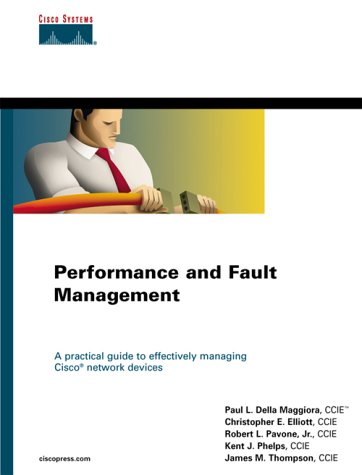 CISCO SYSTEMS
Performance and Fault
Management
A practical guide to effectively managing
Cisco® network devices
Paul L. Della Maggiora, CCIE™
Christopher E. Elliott, CCIE
Robert L. Pavone, Jr., CCIE
Kent J. Phelps, CCIE
James M. Thompson, CCIE
ciscopress.com